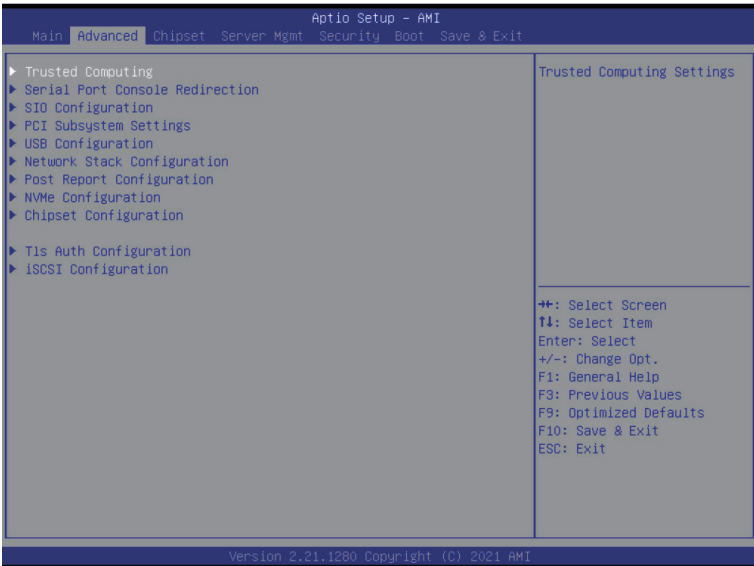 Aptio Setup – AMI
Main Advanced Chipset Server Mgmt Security Boot Save & Exit
Trusted Computing
Serial Port Console Redirection
SIO Configuration
PCI Subsystem Settings
USB Configuration
Network Stack Configuration
Post Report Configuration
NVMe Configuration
Chipset Configuration
Tls Auth Configuration
iSCSI Configuration
Trusted Computing Settings
→←: Select Screen
↑↓: Select Item
Enter: Select
+/-: Change Opt.
F1: General Help
F3: Previous Values
F9: Optimized Defaults
F10: Save & Exit
ESC: Exit
Version 2.21.1280 Copyright (C) 2021 AMI